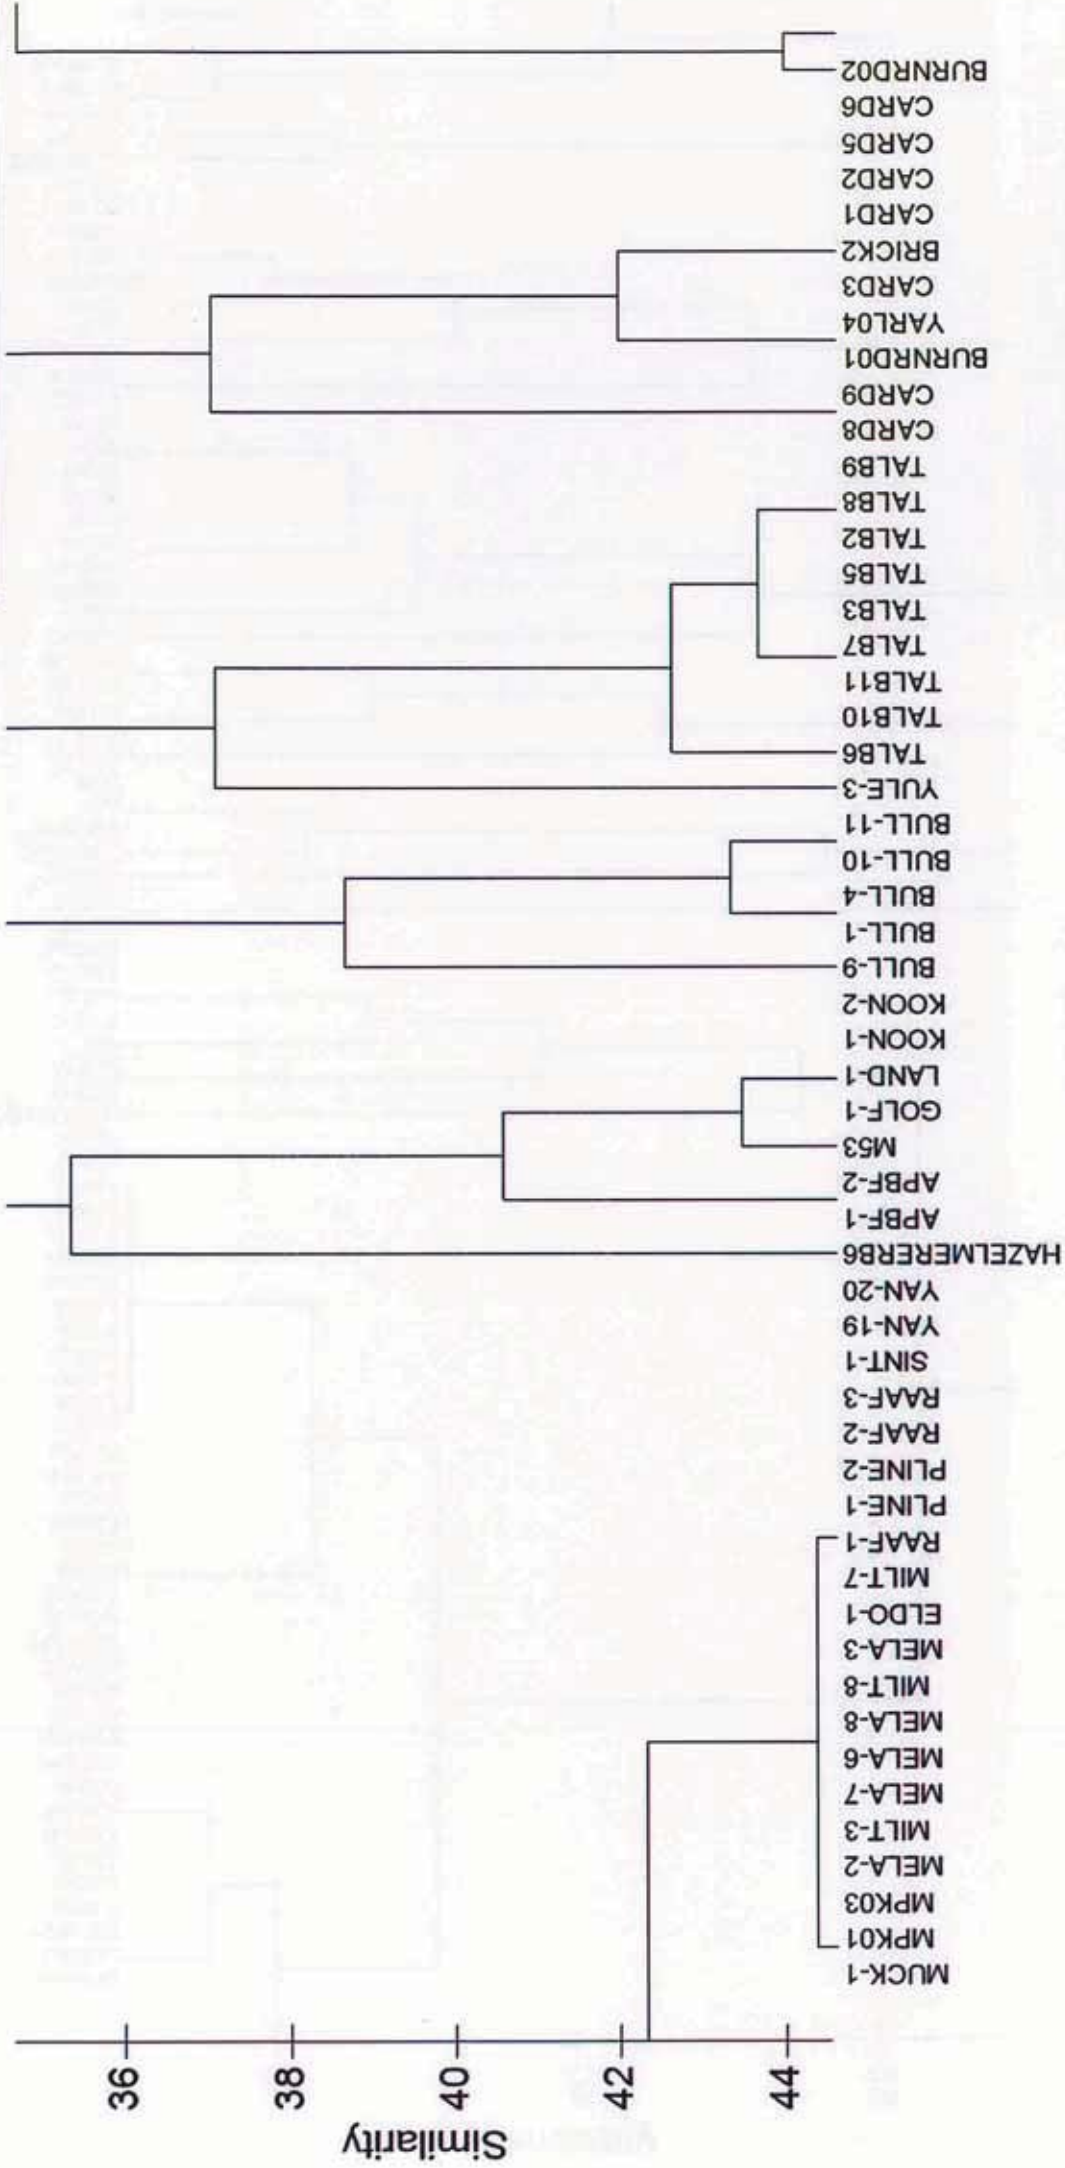 BURNRD02
CARD6
CARD5
CARD2
CARD1
BRICK2
CARD3
YARL04
BURNRD01
CARD9
CARD8
TALB9
TALB8
TALB2
TALB5
TALB3
TALB7
TALB11
TALB10
TALB6
YULE-3
BULL-11
BULL-10
BULL-4
BULL-1
BULL-9
KOON-2
KOON-1
LAND-1
GOLF-1
M53
APBF-2
APBF-1
HAZELMERERB6
YAN-20
YAN-19
SINT-1
RAAF-3
RAAF-2
PLINE-2
PLINE-1
RAAF-1
MILT-7
ELDO-1
MELA-3
MILT-8
MELA-8
MELA-6
MELA-7
MILT-3
MELA-2
MPK03
MPK01
MUCK-1
36
38
40
42
44
Similarity